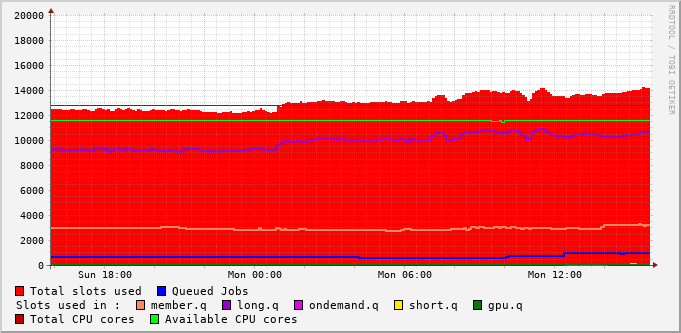 20000
18000
16000
14000
12000
10000
8000
6000
4000
2000
0
Sun 18:00 Mon 00:00 Mon 06:00 Mon 12:00
RRDTOOL / TOBI OETIKER
Total slots used Queued Jobs
Slots used in : member.q long.q ondemand.q short.q gpu.q
Total CPU cores Available CPU cores